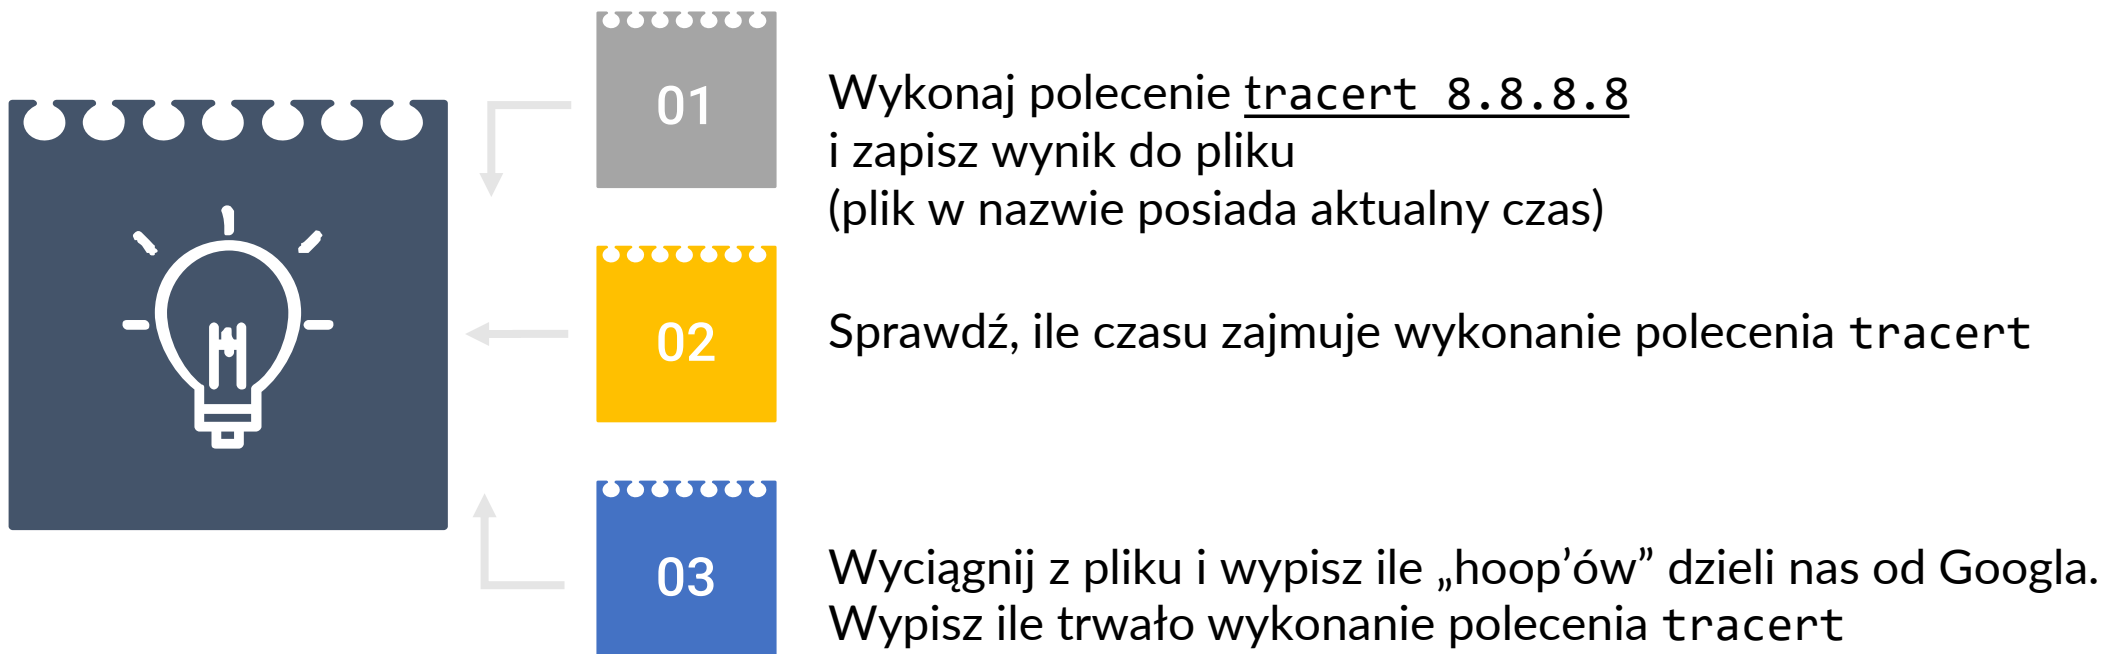 01
Wykonaj polecenie tracert 8.8.8.8
i zapisz wynik do pliku
(plik w nazwie posiada aktualny czas)
02
Sprawdź, ile czasu zajmuje wykonanie polecenia tracert
03
Wyciągnij z pliku i wypisz ile „hoop’ów” dzieli nas od Googla.
Wypisz ile trwało wykonanie polecenia tracert